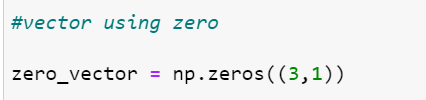 #vector using zero
zero_vector = np.zeros((3,1))